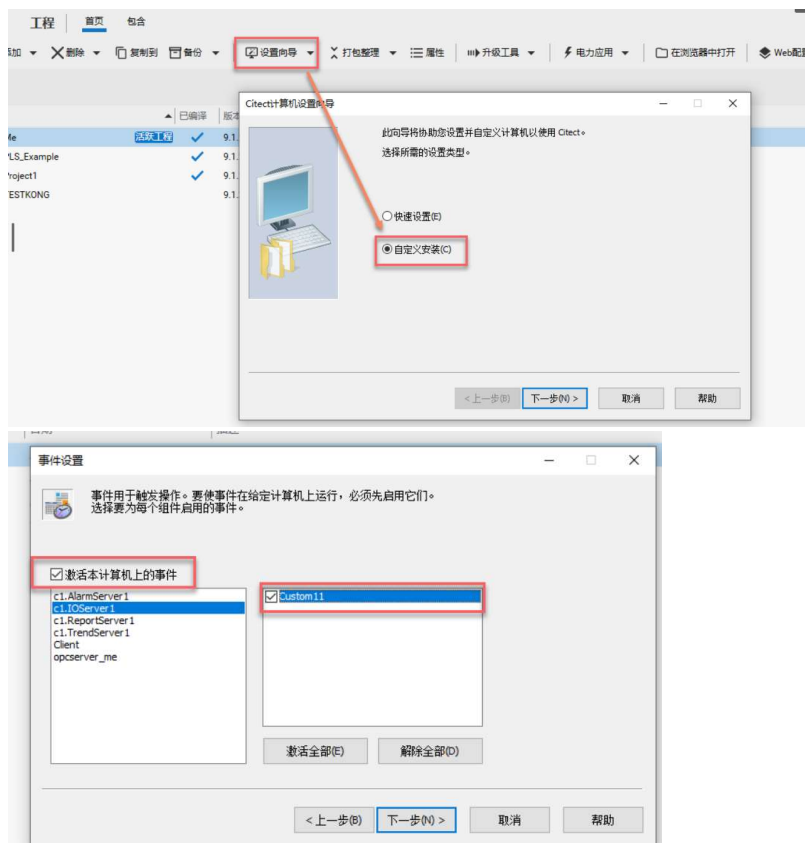 工程 首页 包含
添加 删除 复制到 备份 设置向导 打包整理 属性 升级工具 电力应用 在浏览器中打开 Web配
Citect计算机设置向导
此向导将协助您设置并自定义计算机以使用 Citect。
选择所需的设置类型。
快速设置(E)
自定义安装(C)
<上一步(B) 下一步(N) > 取消 帮助
已编译 版本
Me 活跃工程 9.1.
PLS_Example 9.1.
Project1 9.1.
TESTKONG 9.1.
事件设置
事件用于触发操作。要使事件在给定计算机上运行，必须先启用它们。
选择要为每个组件启用的事件。
激活本计算机上的事件
c1.AlarmServer1
c1.IOServer1
c1.ReportServer1
c1.TrendServer1
Client
opcserver_me
Custom11
激活全部(E) 解除全部(D)
<上一步(B) 下一步(N) > 取消 帮助